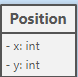 Position
- x: int
- y: int